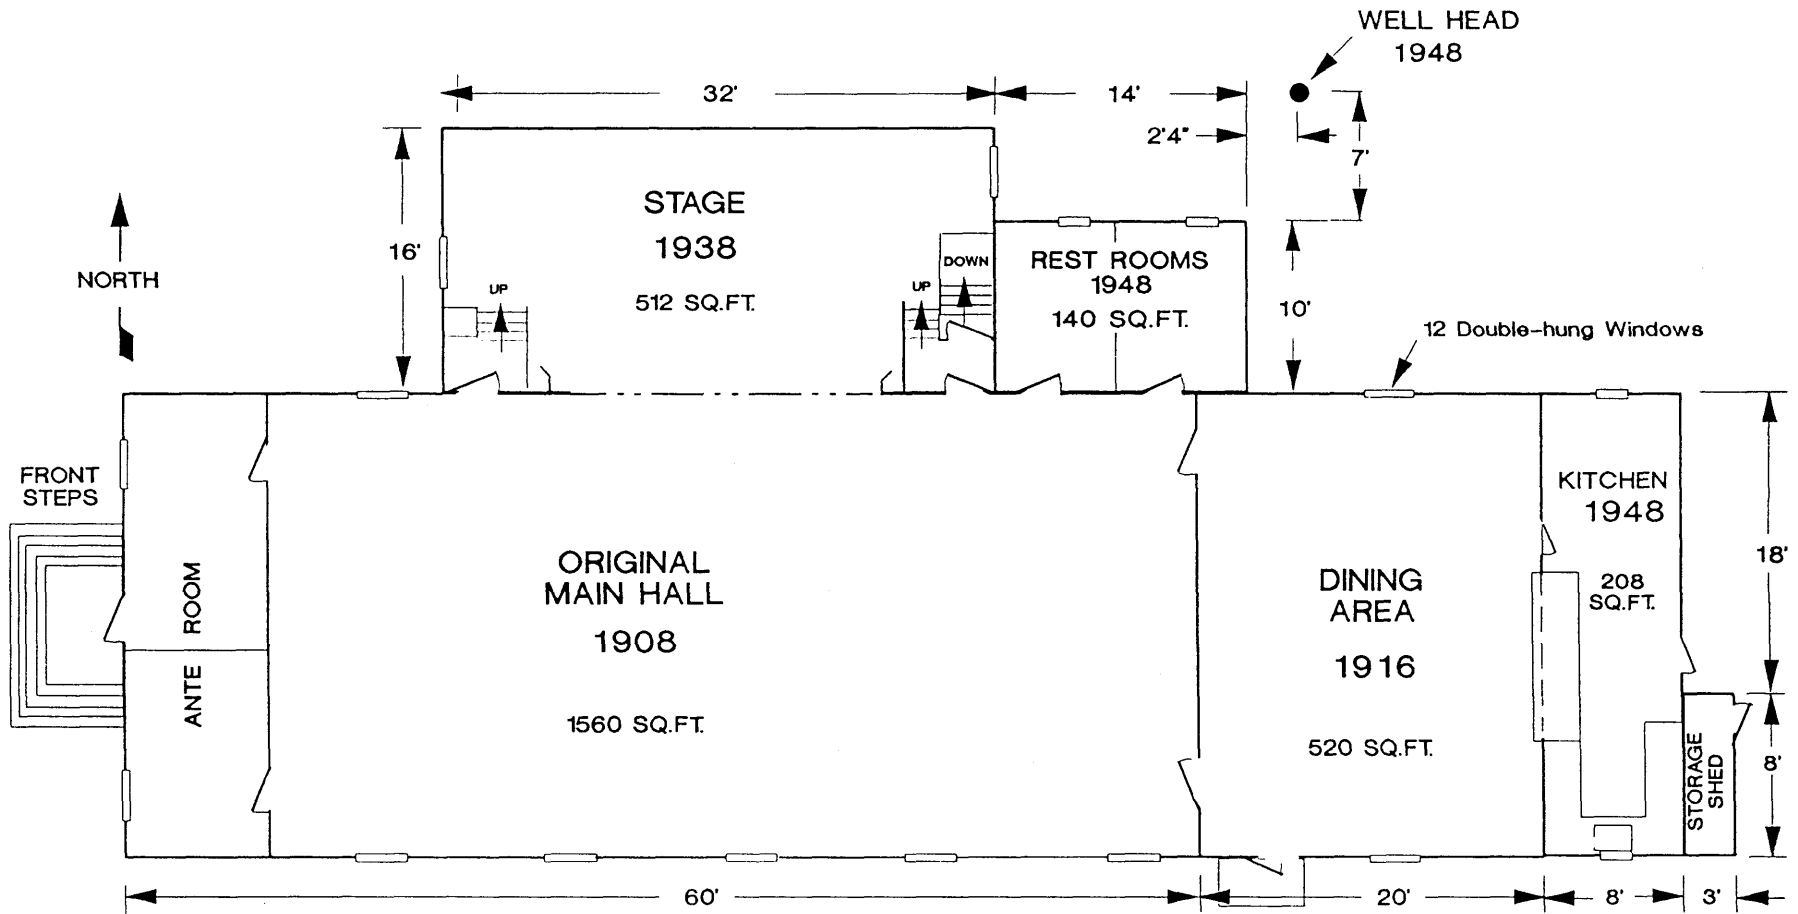 WELL HEAD
1948
32'
14'
2'4"
7'
STAGE
1938
512 SQ.FT.
16'
NORTH
UP
UP
DOWN
REST ROOMS
1948
140 SQ.FT.
10'
12 Double-hung Windows
FRONT
STEPS
ANTE ROOM
ORIGINAL
MAIN HALL
1908
1560 SQ.FT.
DINING
AREA
1916
520 SQ.FT.
KITCHEN
1948
208
SQ.FT.
18'
STORAGE
SHED
8'
60'
20'
8'
3'